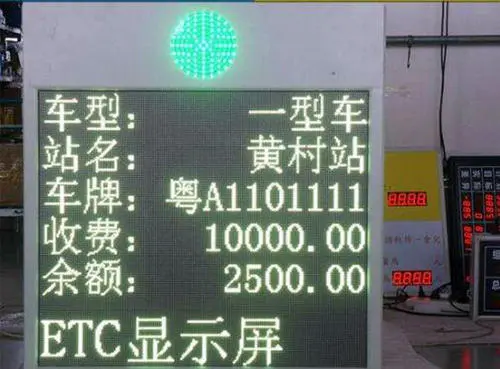 车型： 一型车
站名： 黄村站
车牌： 粤A1101111
收费： 10000.00
余额： 2500.00
ETC显示屏